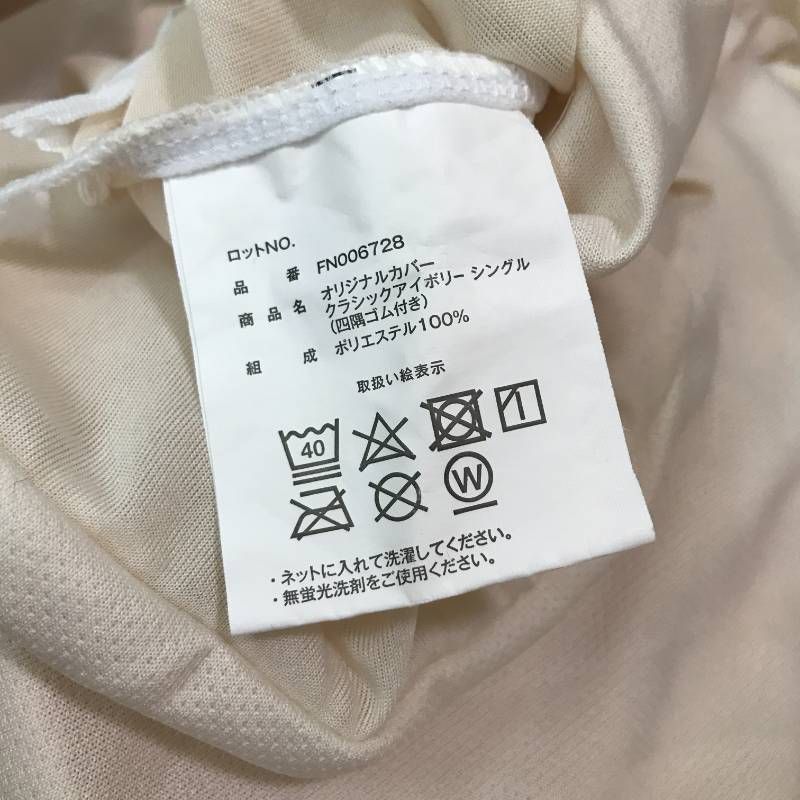 ロットNO.
品番 FN006728
商品名 オリジナルカバー
クラシックアイボリー シングル
(四隅ゴム付き)
組成 ポリエステル100%
取扱い絵表示
40
W
・ネットに入れて洗濯してください。
・無蛍光洗剤をご使用ください。